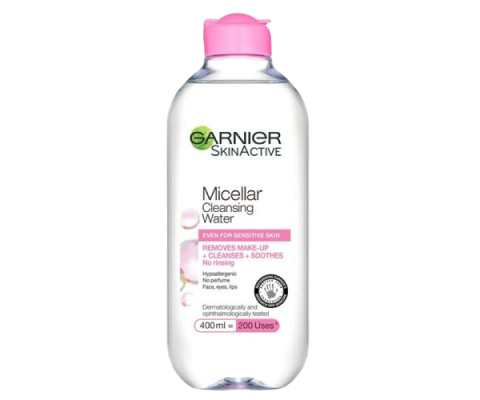 GARNIER
SKINACTIVE
Micellar
Cleansing
Water
EVEN FOR SENSITIVE SKIN
REMOVES MAKE-UP
+ CLEANSES + SOOTHES
No rinsing
Hypoallergenic
No perfume
Face, eyes, lips
Dermatologically and
ophthalmologically tested
400ml = 200 Uses*